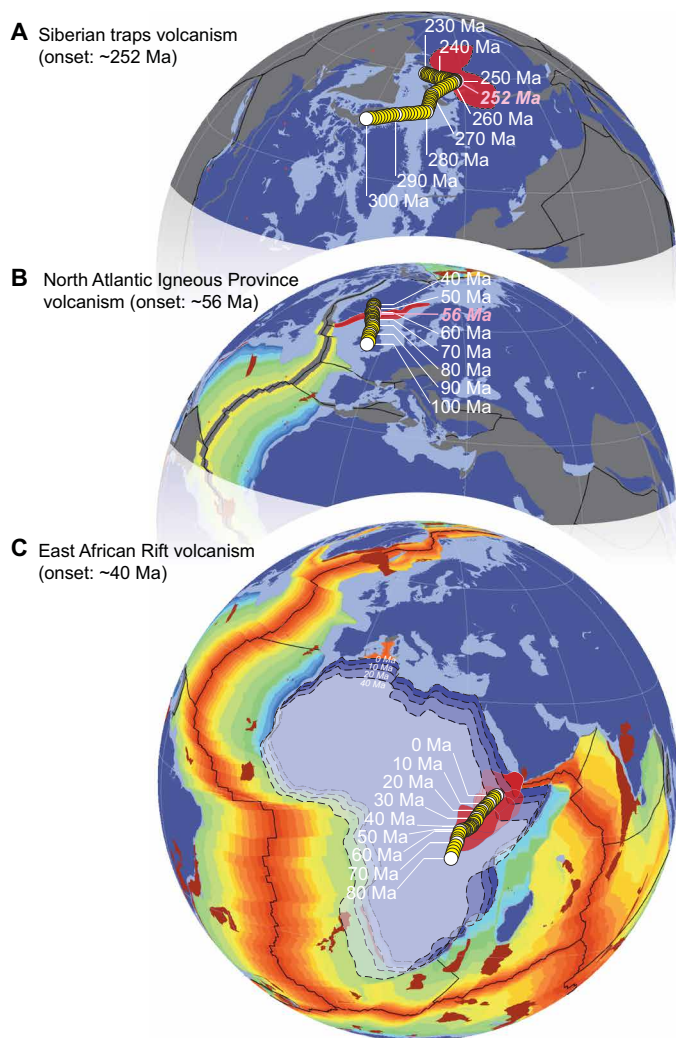 A Siberian traps volcanism
(onset: ~252 Ma)
230 Ma
240 Ma
250 Ma
252 Ma
260 Ma
270 Ma
280 Ma
290 Ma
300 Ma
B North Atlantic Igneous Province
volcanism (onset: ~56 Ma)
40 Ma
50 Ma
56 Ma
60 Ma
70 Ma
80 Ma
90 Ma
100 Ma
C East African Rift volcanism
(onset: ~40 Ma)
0 Ma
10 Ma
20 Ma
40 Ma
0 Ma
10 Ma
20 Ma
30 Ma
40 Ma
50 Ma
60 Ma
70 Ma
80 Ma